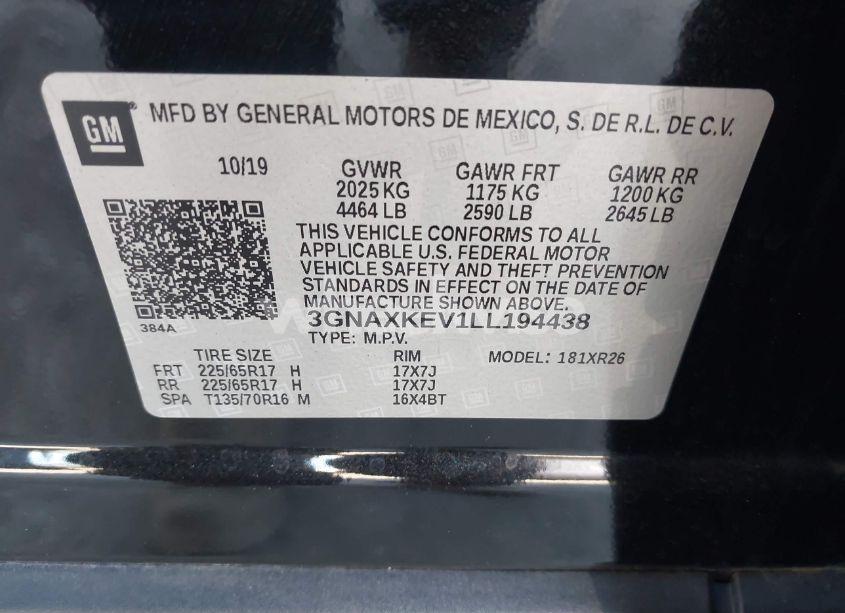 GM ® MFD BY GENERAL MOTORS DE MEXICO, S. DE R.L. DE C.V.
10/19 GVWR GAWR FRT GAWR RR
2025 KG 1175 KG 1200 KG
4464 LB 2590 LB 2645 LB
THIS VEHICLE CONFORMS TO ALL
APPLICABLE U.S. FEDERAL MOTOR
VEHICLE SAFETY AND THEFT PREVENTION
STANDARDS IN EFFECT ON THE DATE OF
MANUFACTURE SHOWN ABOVE.
384A 3GNAXKEV1LL194438
TYPE: M.P.V.
TIRE SIZE RIM MODEL: 181XR26
FRT 225/65R17 H 17X7J
RR 225/65R17 H 17X7J
SPA T135/70R16 M 16X4BT